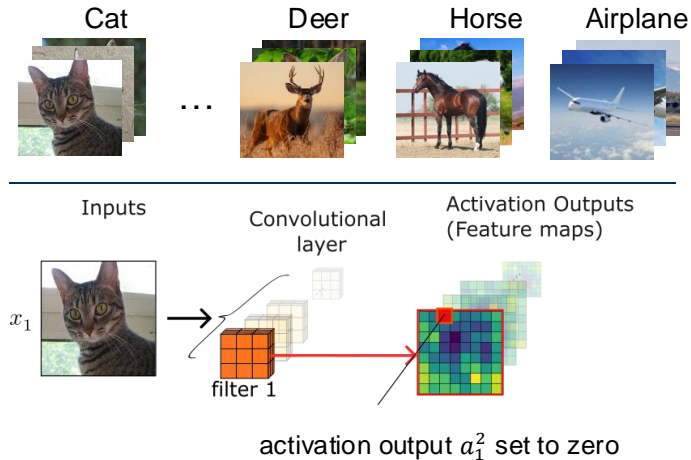 Cat
Deer
Horse
Airplane
...
Inputs
Convolutional
layer
Activation Outputs
(Feature maps)
x₁
filter 1
activation output a₁² set to zero